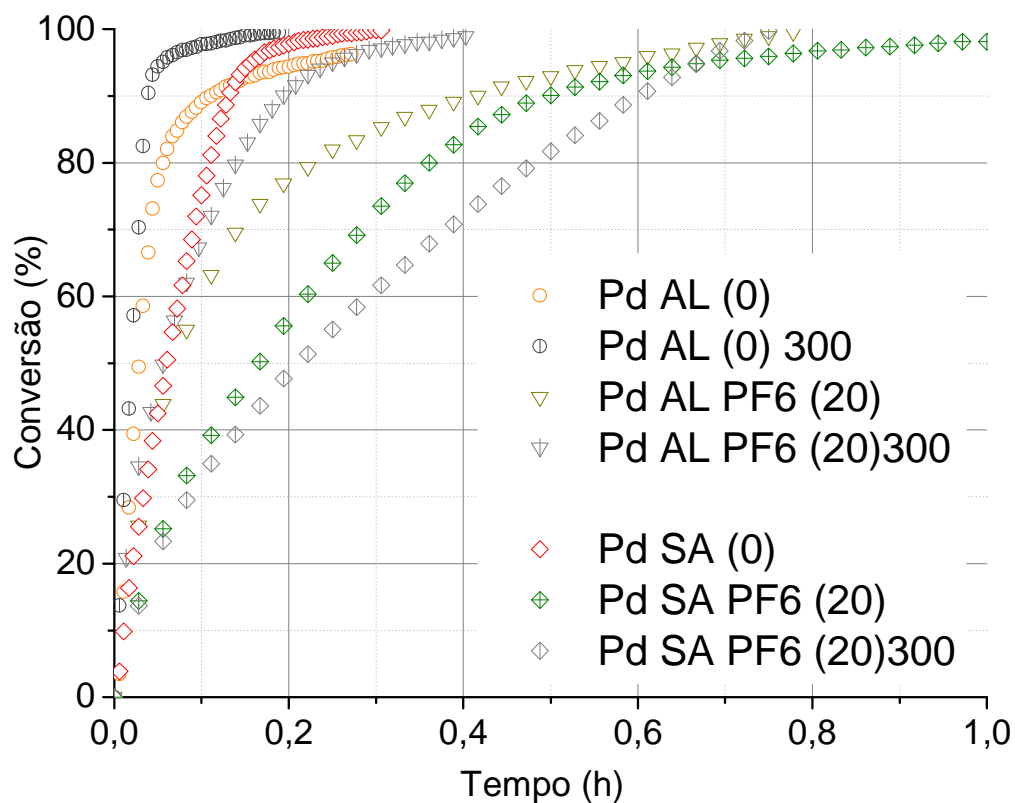 100
80
60
40
20
0
Conversão (%)
0,0
0,2
0,4
0,6
0,8
1,0
Tempo (h)
Pd AL (0)
Pd AL (0) 300
Pd AL PF6 (20)
Pd AL PF6 (20)300
Pd SA (0)
Pd SA PF6 (20)
Pd SA PF6 (20)300